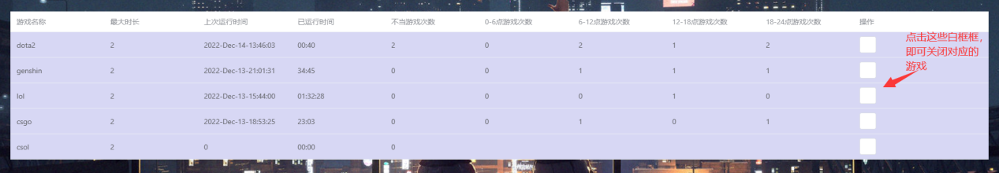 游戏名称 最大时长 上次运行时间 已运行时间 不当游戏次数 0-6点游戏次数 6-12点游戏次数 12-18点游戏次数 18-24点游戏次数 操作
dota2 2 2022-Dec-14-13:46:03 00:40 2 0 2 1 2
genshin 2 2022-Dec-13-21:01:31 34:45 0 0 1 1 1
lol 2 2022-Dec-13-15:44:00 01:32:28 0 0 0 1 0
csgo 2 2022-Dec-13-18:53:25 23:03 0 0 1 0 1
csol 2 0 00:00 0
点击这些白框框，
即可关闭对应的
游戏